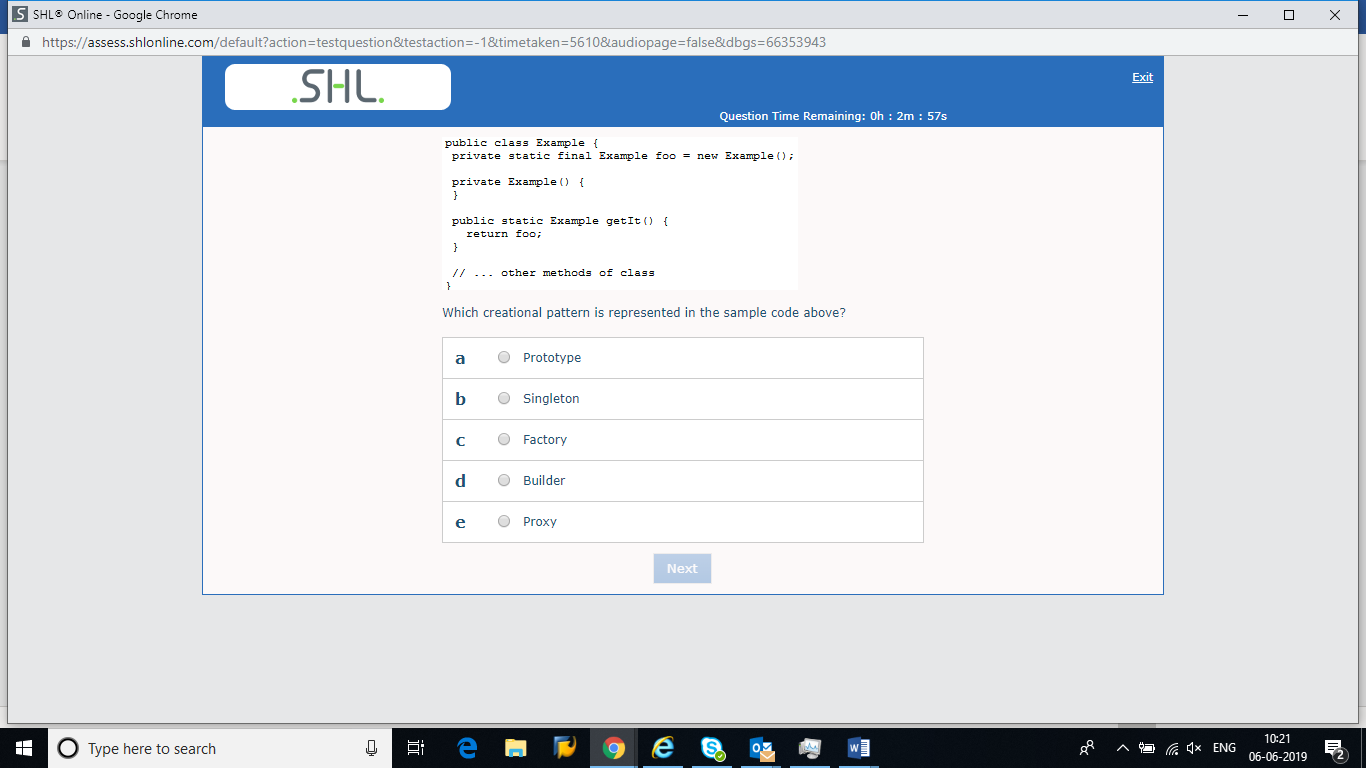 SHL® Online - Google Chrome
https://assess.shlonline.com/default?action=testquestion&testaction=-1&timetaken=5610&audiopage=false&dbgs=66353943
.SHL.
Exit
Question Time Remaining: 0h : 2m : 57s
public class Example {
private static final Example foo = new Example();
private Example() {
}
public static Example getIt() {
return foo;
}
// ... other methods of class
}
Which creational pattern is represented in the sample code above?
a Prototype
b Singleton
c Factory
d Builder
e Proxy
Next
Type here to search
ENG
10:21
06-06-2019
2